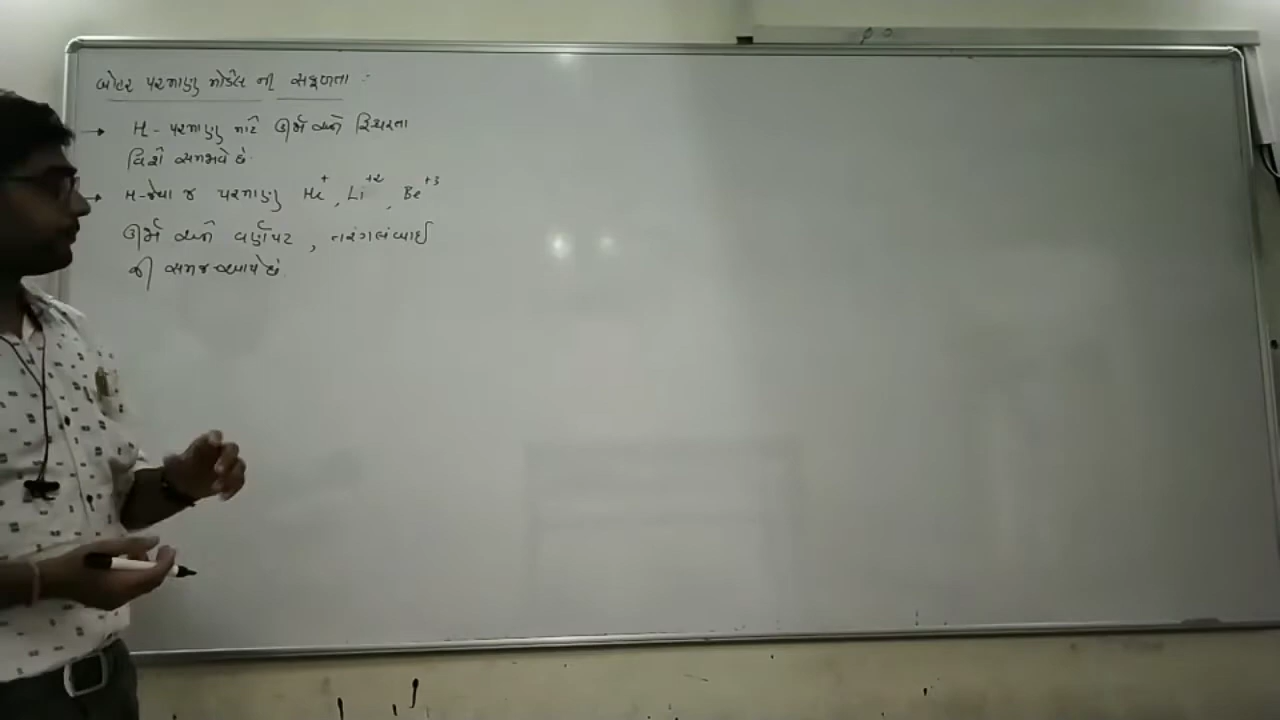 બોહર પરમાણુ મોડેલ ની સફળતા :
→ H - પરમાણુ માટે ઊર્જા અને સ્થિરતા
વિશે સમજાવે છે.
→ H-જેવા જ પરમાણુ He⁺, Li⁺², Be⁺³
ઊર્જા અને વર્ણપટ, તરંગલંબાઈ
ની સમજ આપે છે.